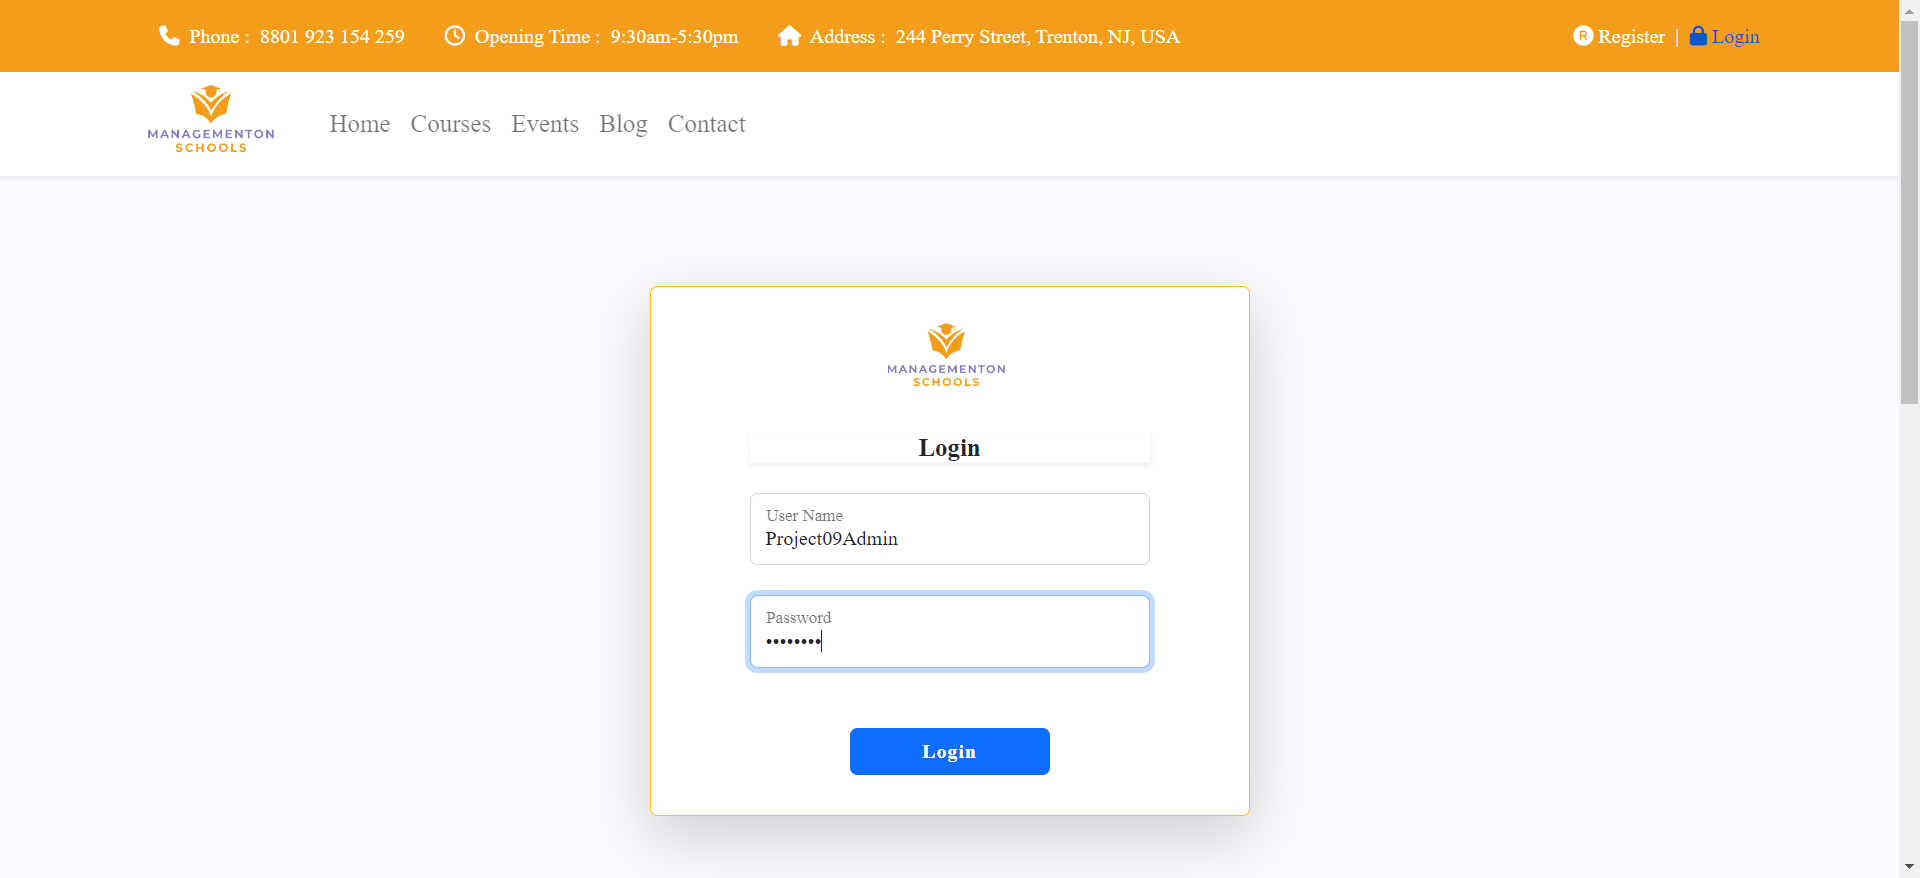 Phone : 8801 923 154 259 Opening Time : 9:30am-5:30pm Address : 244 Perry Street, Trenton, NJ, USA R Register | Login
MANAGEMENTON
SCHOOLS
Home Courses Events Blog Contact
MANAGEMENTON
SCHOOLS
Login
User Name
Project09Admin
Password
••••••••
Login